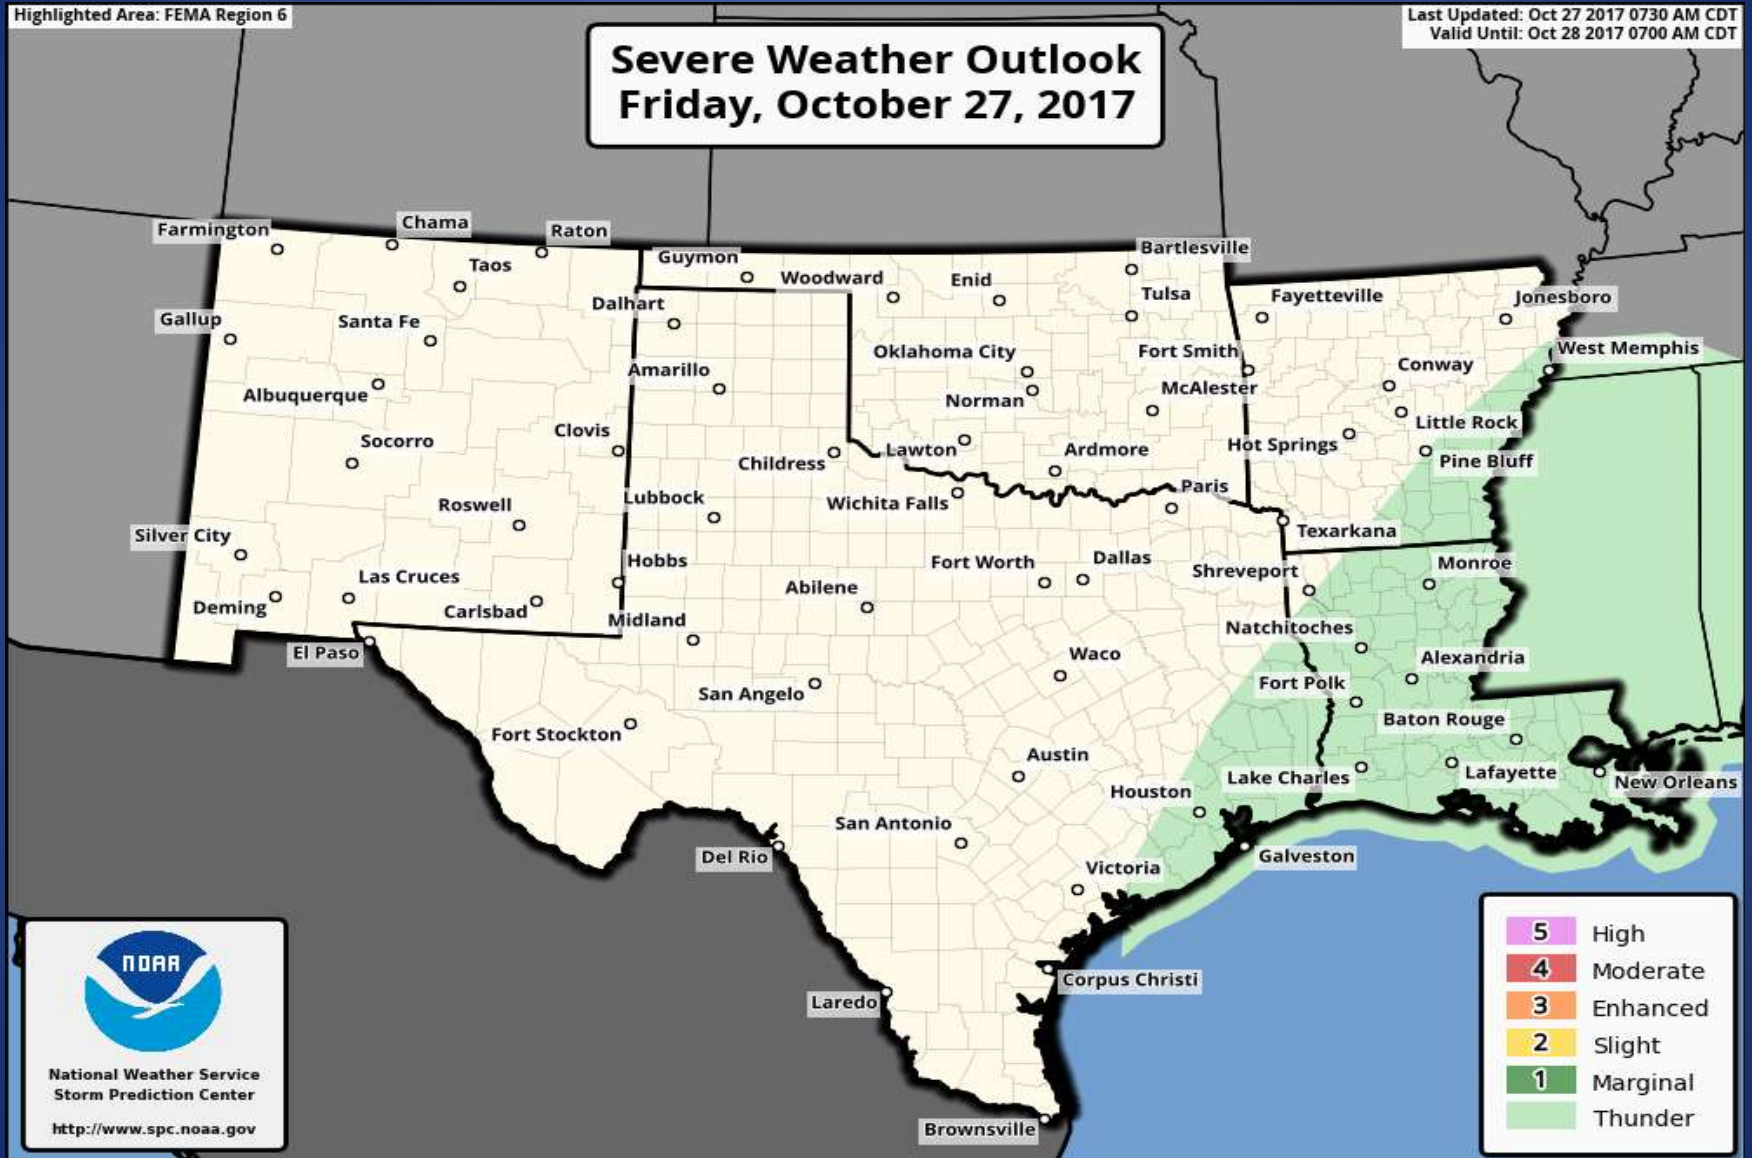 Highlighted Area: FEMA Region 6
Last Updated: Oct 27 2017 0730 AM CDT
Valid Until: Oct 28 2017 0700 AM CDT
Severe Weather Outlook
Friday, October 27, 2017
Farmington
Chama
Raton
Taos
Guymon
Woodward
Enid
Bartlesville
Dalhart
Tulsa
Fayetteville
Jonesboro
Gallup
Santa Fe
Oklahoma City
Fort Smith
West Memphis
Amarillo
Conway
Albuquerque
Norman
McAlester
Socorro
Clovis
Childress
Lawton
Ardmore
Hot Springs
Little Rock
Pine Bluff
Roswell
Lubbock
Wichita Falls
Paris
Texarkana
Silver City
Hobbs
Fort Worth
Dallas
Shreveport
Monroe
Deming
Las Cruces
Carlsbad
Abilene
Midland
Natchitoches
El Paso
Waco
Alexandria
San Angelo
Fort Polk
Fort Stockton
Baton Rouge
Austin
Lake Charles
Lafayette
New Orleans
Houston
San Antonio
Del Rio
Victoria
Galveston
Corpus Christi
Laredo
Brownsville
NOAA
National Weather Service
Storm Prediction Center
http://www.spc.noaa.gov
5 High
4 Moderate
3 Enhanced
2 Slight
1 Marginal
Thunder